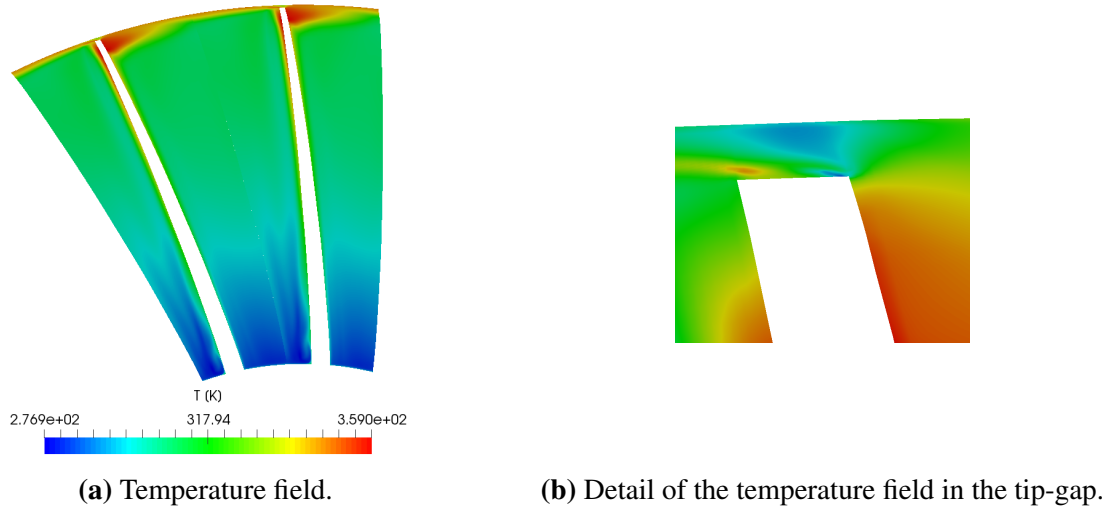 T (K)
2.769e+02 317.94 3.590e+02
(a) Temperature field.
(b) Detail of the temperature field in the tip-gap.